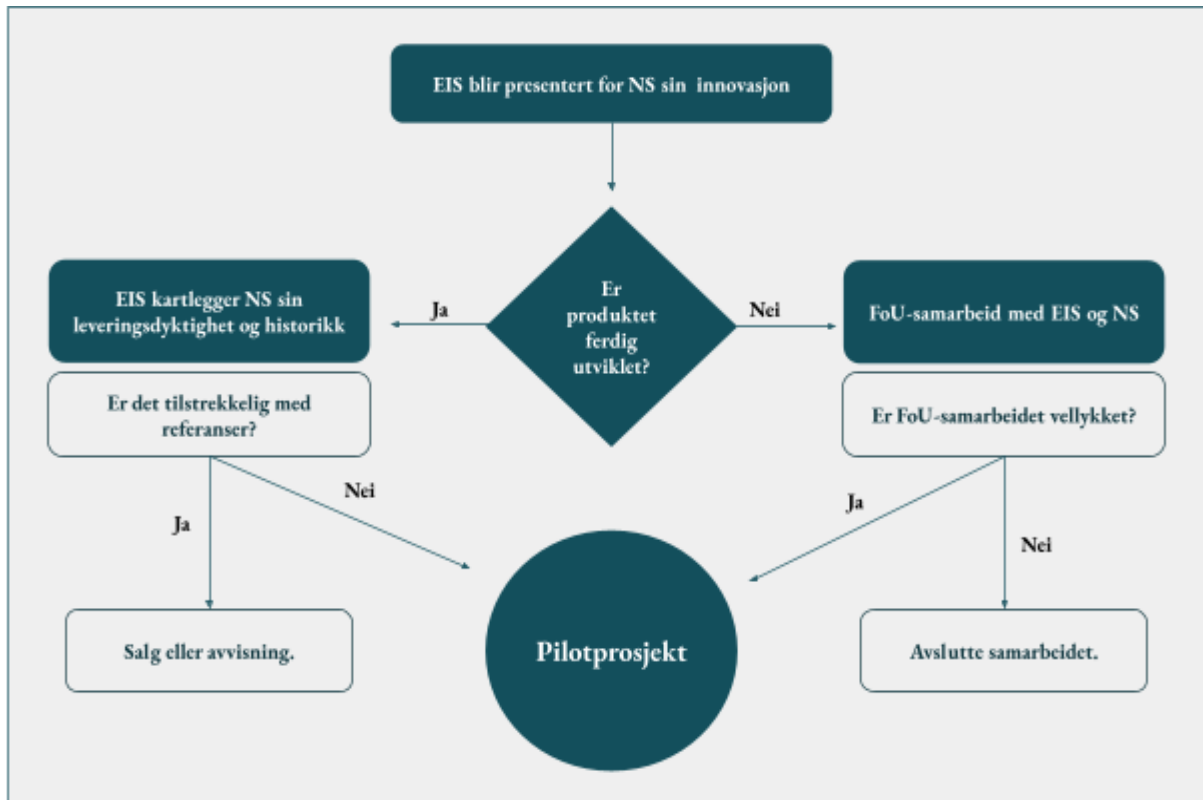 EIS blir presentert for NS sin innovasjon
Er
produktet
ferdig
utviklet?
Ja
Nei
EIS kartlegger NS sin
leveringsdyktighet og historikk
Er det tilstrekkelig med
referanser?
FoU-samarbeid med EIS og NS
Er FoU-samarbeidet vellykket?
Ja
Nei
Ja
Nei
Salg eller avvisning.
Pilotprosjekt
Avslutte samarbeidet.